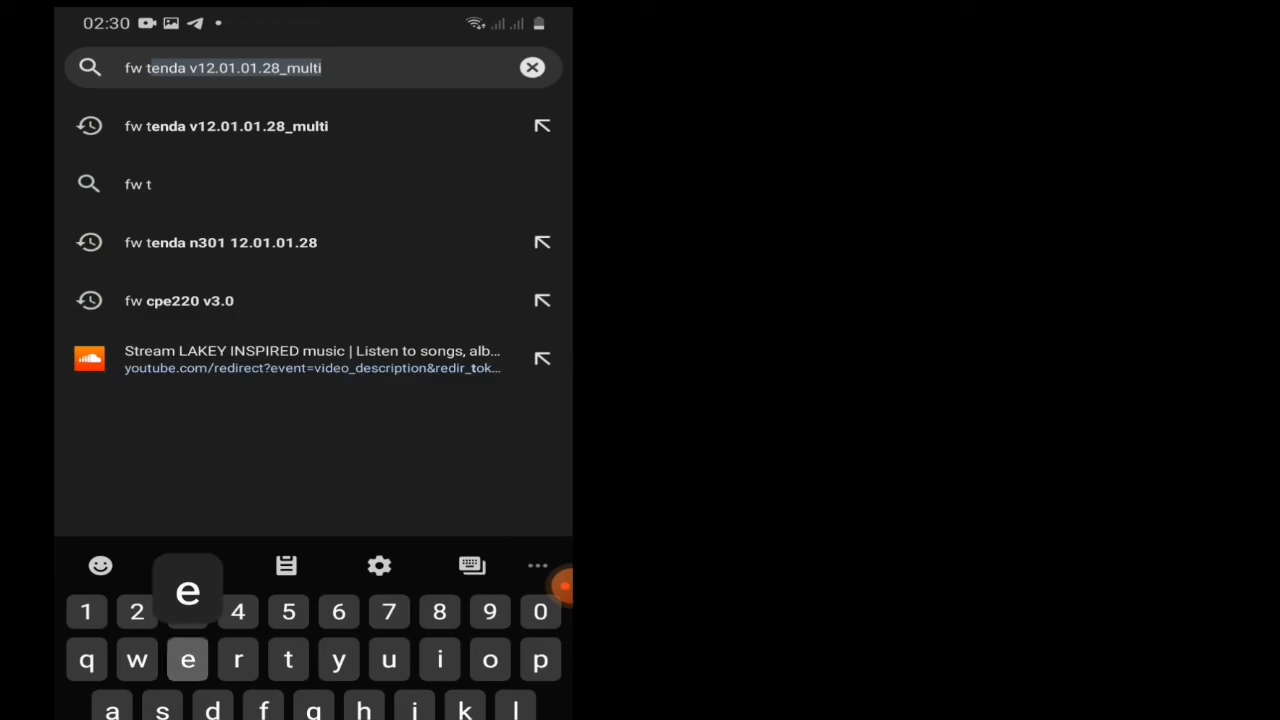 02:30
fw tenda v12.01.01.28_multi
fw tenda v12.01.01.28_multi
fw t
fw tenda n301 12.01.01.28
fw cpe220 v3.0
Stream LAKEY INSPIRED music | Listen to songs, alb...
youtube.com/redirect?event=video_description&redir_tok...
e
1 2 4 5 6 7 8 9 0
q w e r t y u i o p
a s d f g h j k l